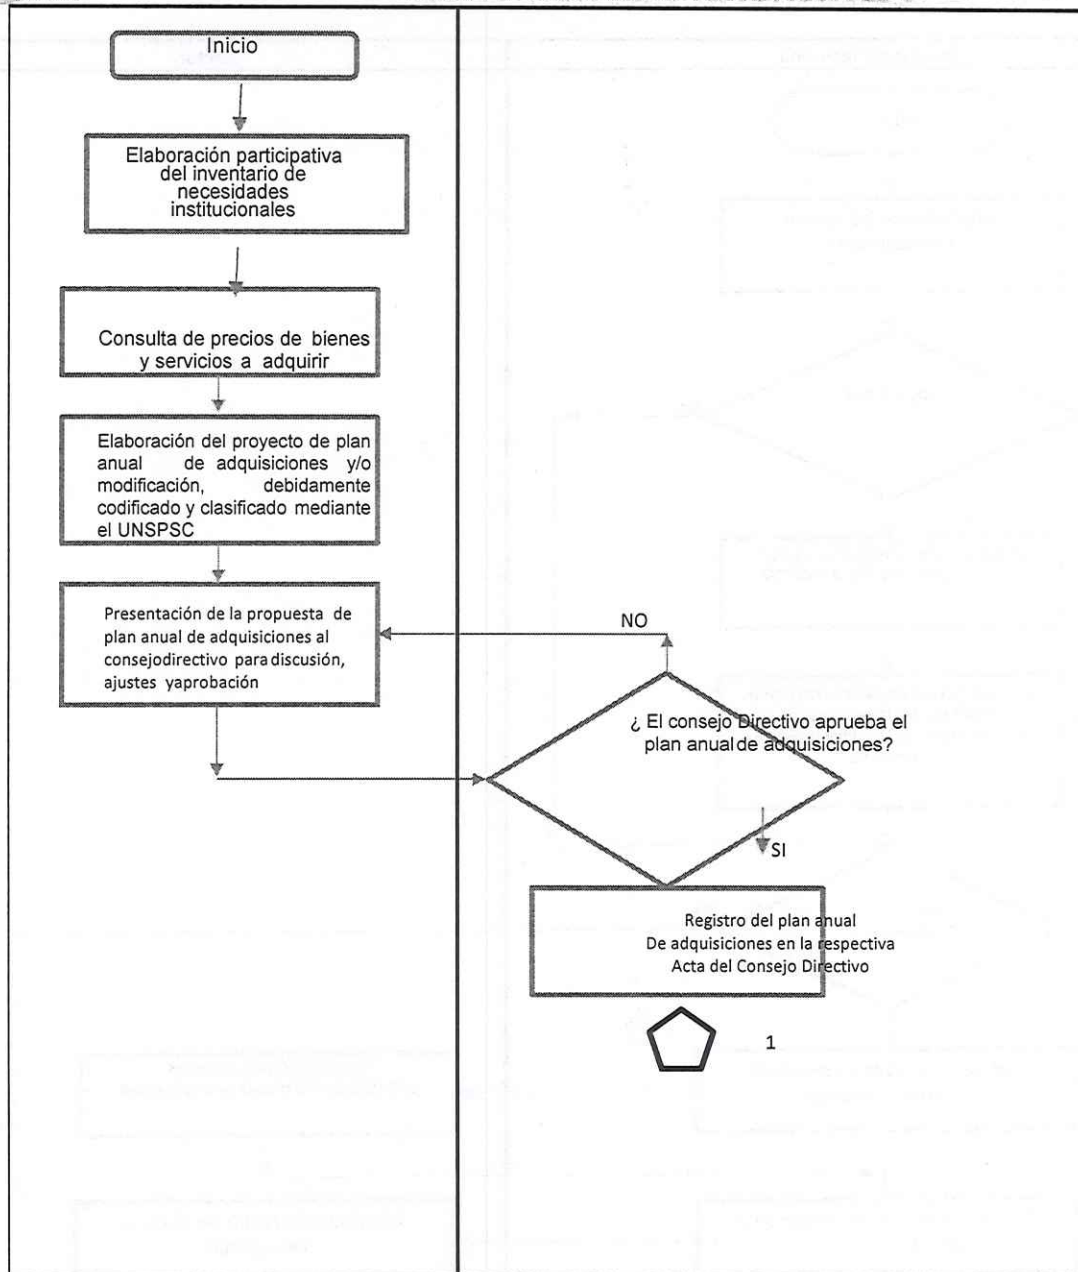 Inicio
Elaboración participativa
del inventario de
necesidades
institucionales
Consulta de precios de bienes
y servicios a adquirir
Elaboración del proyecto de plan
anual de adquisiciones y/o
modificación, debidamente
codificado y clasificado mediante
el UNSPSC
Presentación de la propuesta de
plan anual de adquisiciones al
consejodirectivo para discusión,
ajustes yaprobación
NO
¿ El consejo Directivo aprueba el
plan anual de adquisiciones?
SI
Registro del plan anual
De adquisiciones en la respectiva
Acta del Consejo Directivo
1